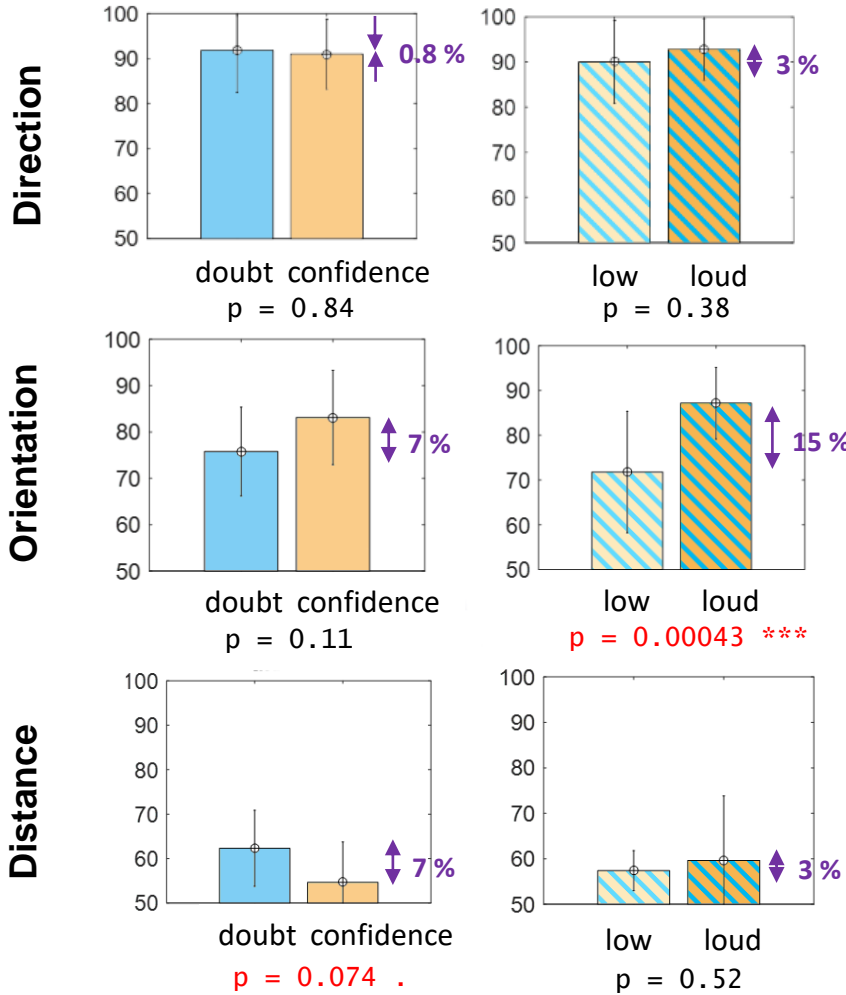 Direction
100
90
80
70
60
50
0.8 %
doubt confidence
p = 0.84
100
90
80
70
60
50
3 %
low loud
p = 0.38
Orientation
100
90
80
70
60
50
7 %
doubt confidence
p = 0.11
100
90
80
70
60
50
15 %
low loud
p = 0.00043 ***
Distance
100
90
80
70
60
50
7 %
doubt confidence
p = 0.074 .
100
90
80
70
60
50
3 %
low loud
p = 0.52